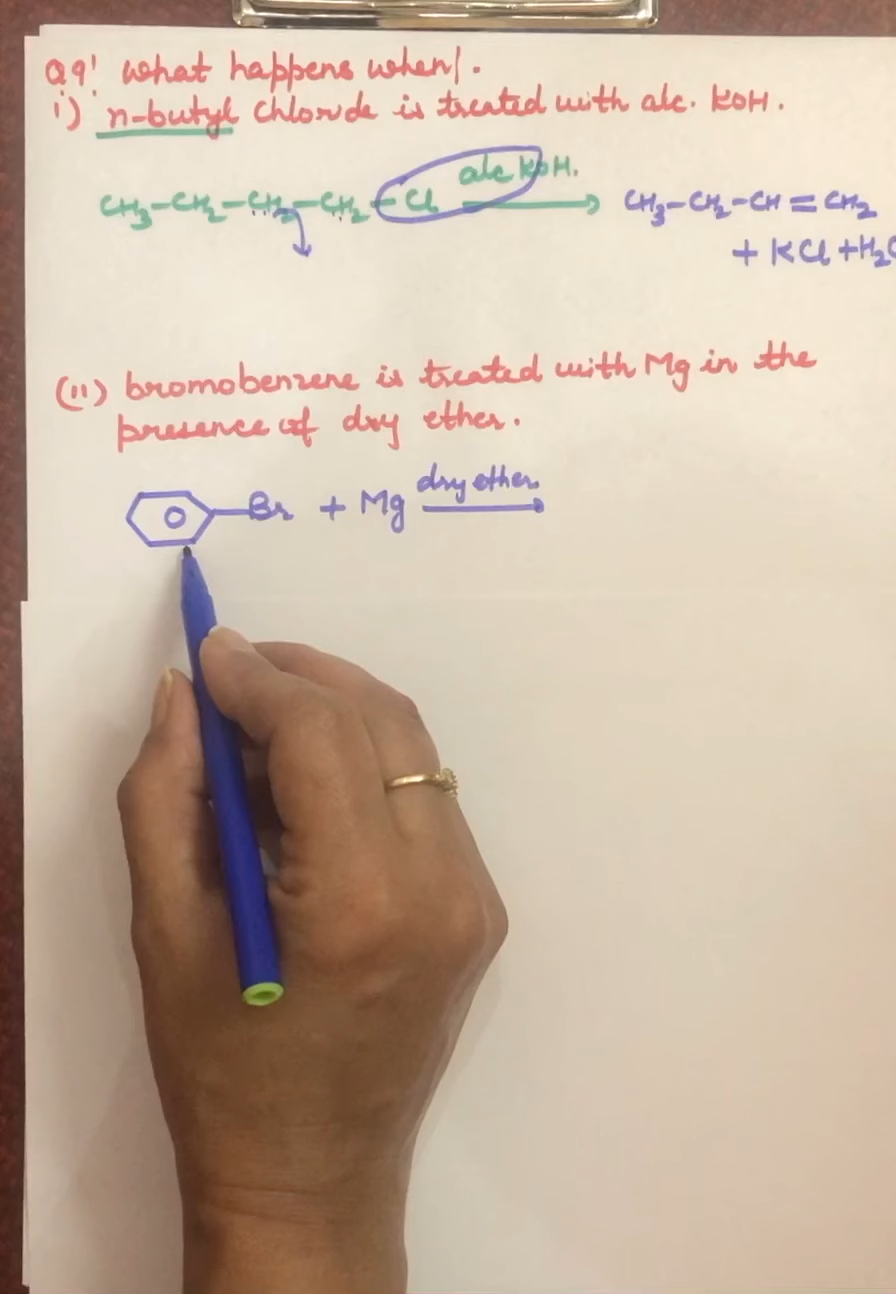 Q9! What happens when!.
i) n-butyl chloride is treated with alc. KOH.
CH₃-CH₂-CH₂-CH₂-Cl alc KOH. → CH₃-CH₂-CH=CH₂
+ KCl +H₂O
(ii) bromobenzene is treated with Mg in the
presence of dry ether.
Br + Mg dry ether →